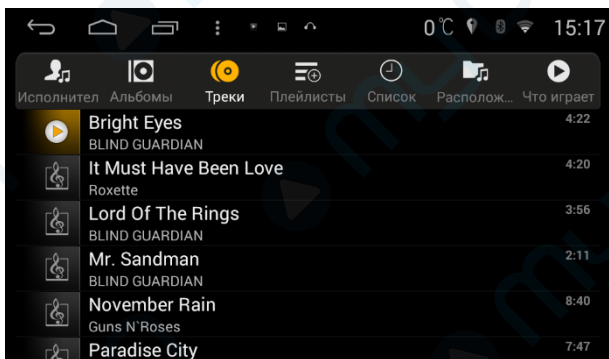 0℃ 15:17
Исполнител Альбомы Треки Плейлисты Список Располож... Что играет
Bright Eyes 4:22
BLIND GUARDIAN
It Must Have Been Love 4:20
Roxette
Lord Of The Rings 3:56
BLIND GUARDIAN
Mr. Sandman 2:11
BLIND GUARDIAN
November Rain 8:40
Guns N`Roses
Paradise City 7:47